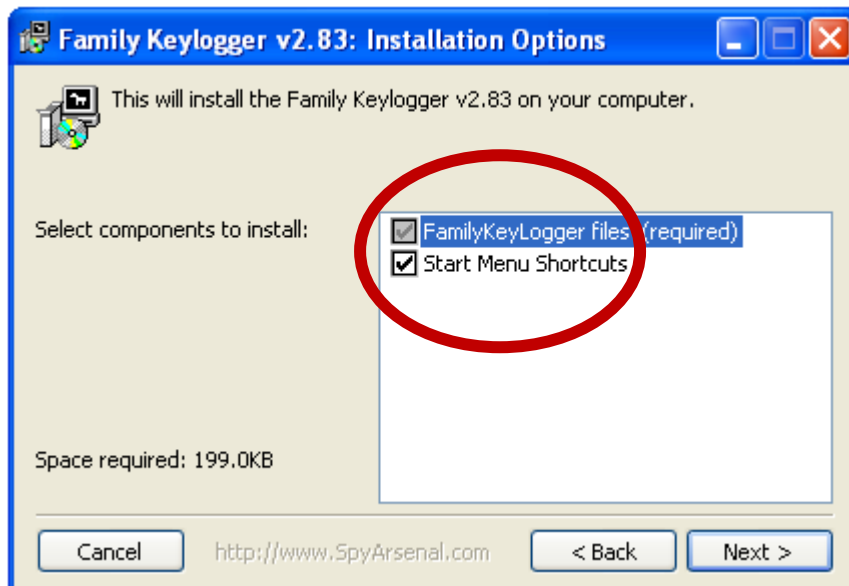 Family Keylogger v2.83: Installation Options
This will install the Family Keylogger v2.83 on your computer.
Select components to install:
FamilyKeyLogger files (required)
Start Menu Shortcuts
Space required: 199.0KB
Cancel
http://www.SpyArsenal.com
< Back
Next >